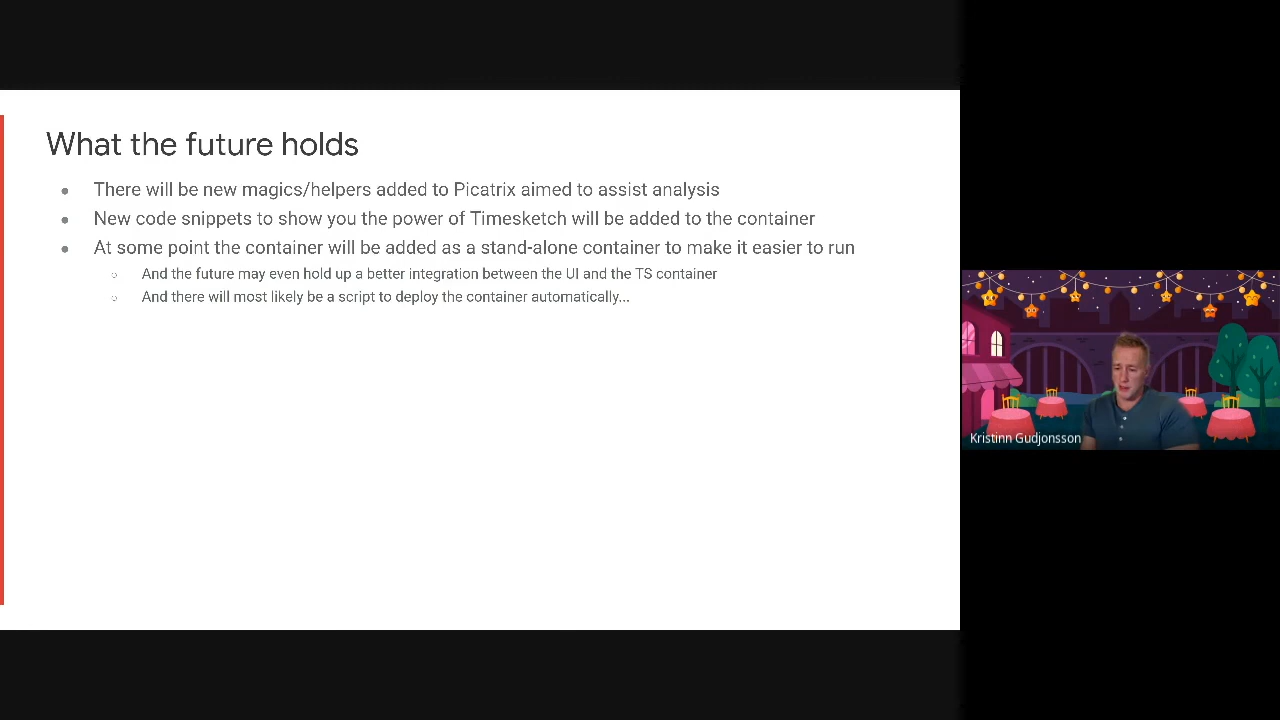 What the future holds
● There will be new magics/helpers added to Picatrix aimed to assist analysis
● New code snippets to show you the power of Timesketch will be added to the container
● At some point the container will be added as a stand-alone container to make it easier to run
○ And the future may even hold up a better integration between the UI and the TS container
○ And there will most likely be a script to deploy the container automatically...
Kristinn Gudjonsson